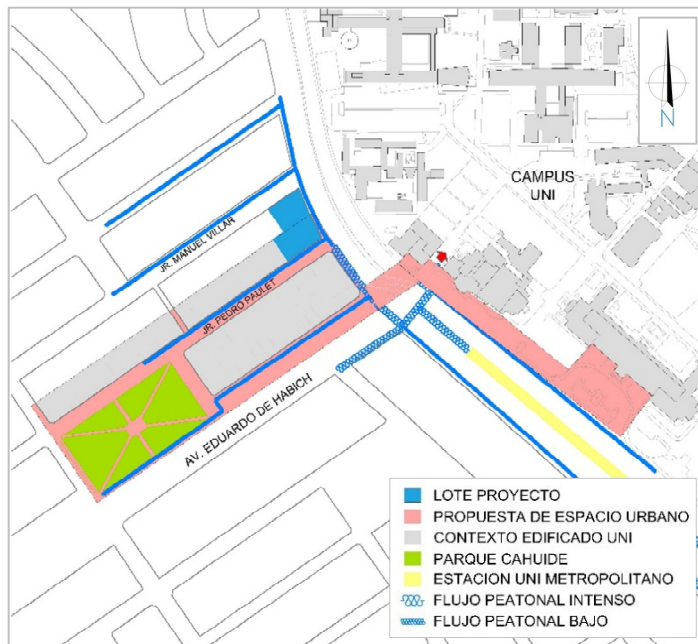 N
CAMPUS
UNI
JR. MANUEL VILLAR
JR. PEDRO PAULET
AV. EDUARDO DE HABICH
LOTE PROYECTO
PROPUESTA DE ESPACIO URBANO
CONTEXTO EDIFICADO UNI
PARQUE CAHUIDE
ESTACION UNI METROPOLITANO
FLUJO PEATONAL INTENSO
FLUJO PEATONAL BAJO